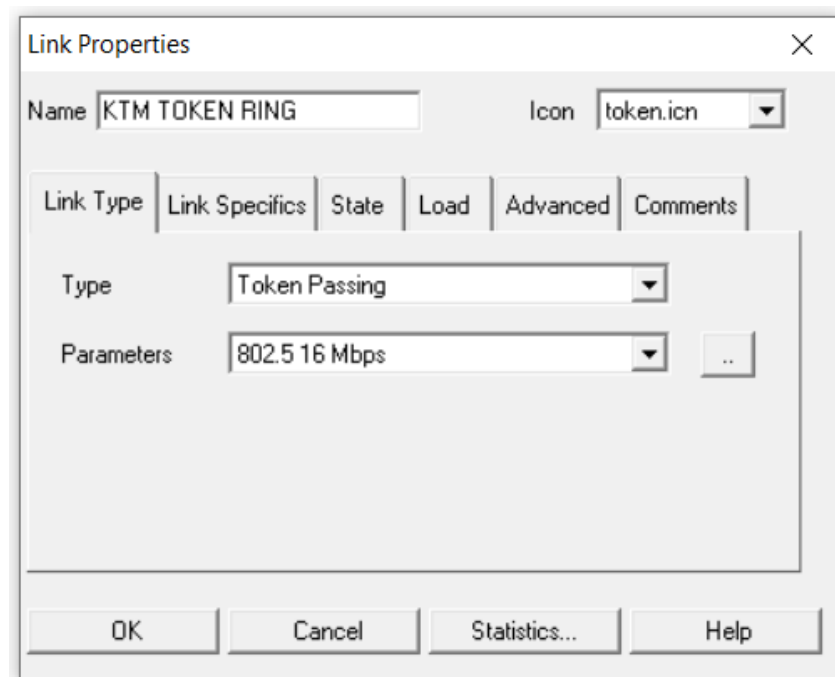 Link Properties
Name KTM TOKEN RING Icon token.icn
Link Type Link Specifics State Load Advanced Comments
Type Token Passing
Parameters 802.5 16 Mbps ..
OK Cancel Statistics... Help